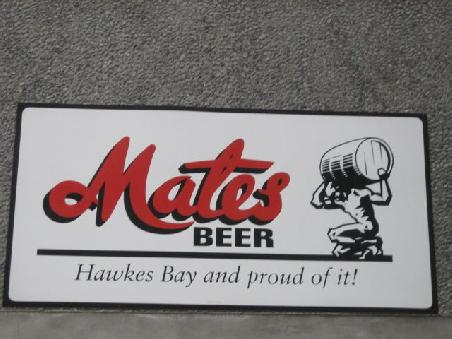 Mates
BEER
Hawkes Bay and proud of it!